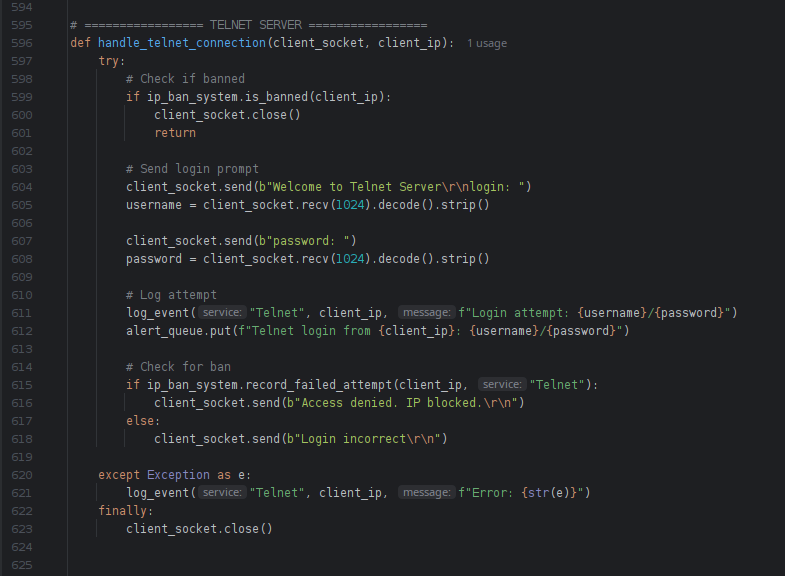 594
595 # ================= TELNET SERVER =================
596 def handle_telnet_connection(client_socket, client_ip): 1 usage
597     try:
598         # Check if banned
599         if ip_ban_system.is_banned(client_ip):
600             client_socket.close()
601             return
602
603         # Send login prompt
604         client_socket.send(b"Welcome to Telnet Server\r\nlogin: ")
605         username = client_socket.recv(1024).decode().strip()
606
607         client_socket.send(b"password: ")
608         password = client_socket.recv(1024).decode().strip()
609
610         # Log attempt
611         log_event( service: "Telnet", client_ip, message: f"Login attempt: {username}/{password}")
612         alert_queue.put(f"Telnet login from {client_ip}: {username}/{password}")
613
614         # Check for ban
615         if ip_ban_system.record_failed_attempt(client_ip, service: "Telnet"):
616             client_socket.send(b"Access denied. IP blocked.\r\n")
617         else:
618             client_socket.send(b"Login incorrect\r\n")
619
620     except Exception as e:
621         log_event( service: "Telnet", client_ip, message: f"Error: {str(e)}")
622     finally:
623         client_socket.close()
624
625